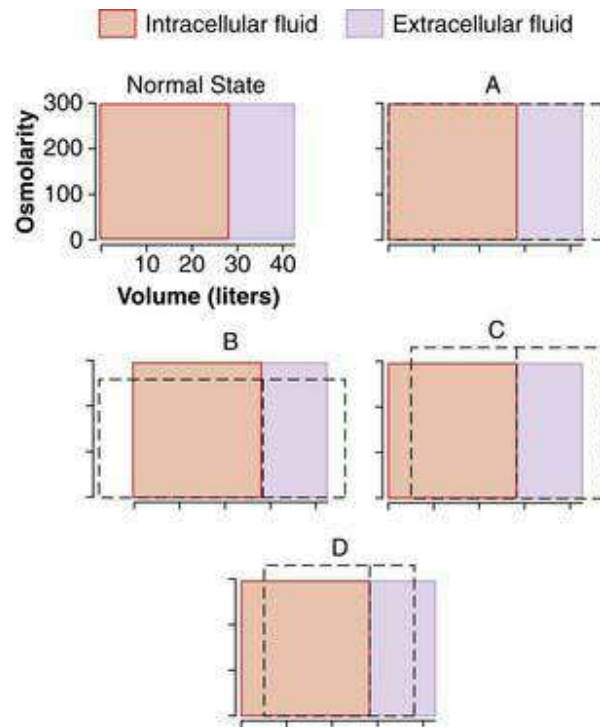 Intracellular fluid Extracellular fluid
Normal State
A
300
200
100
0
Osmolarity
10 20 30 40
Volume (liters)
B
C
D